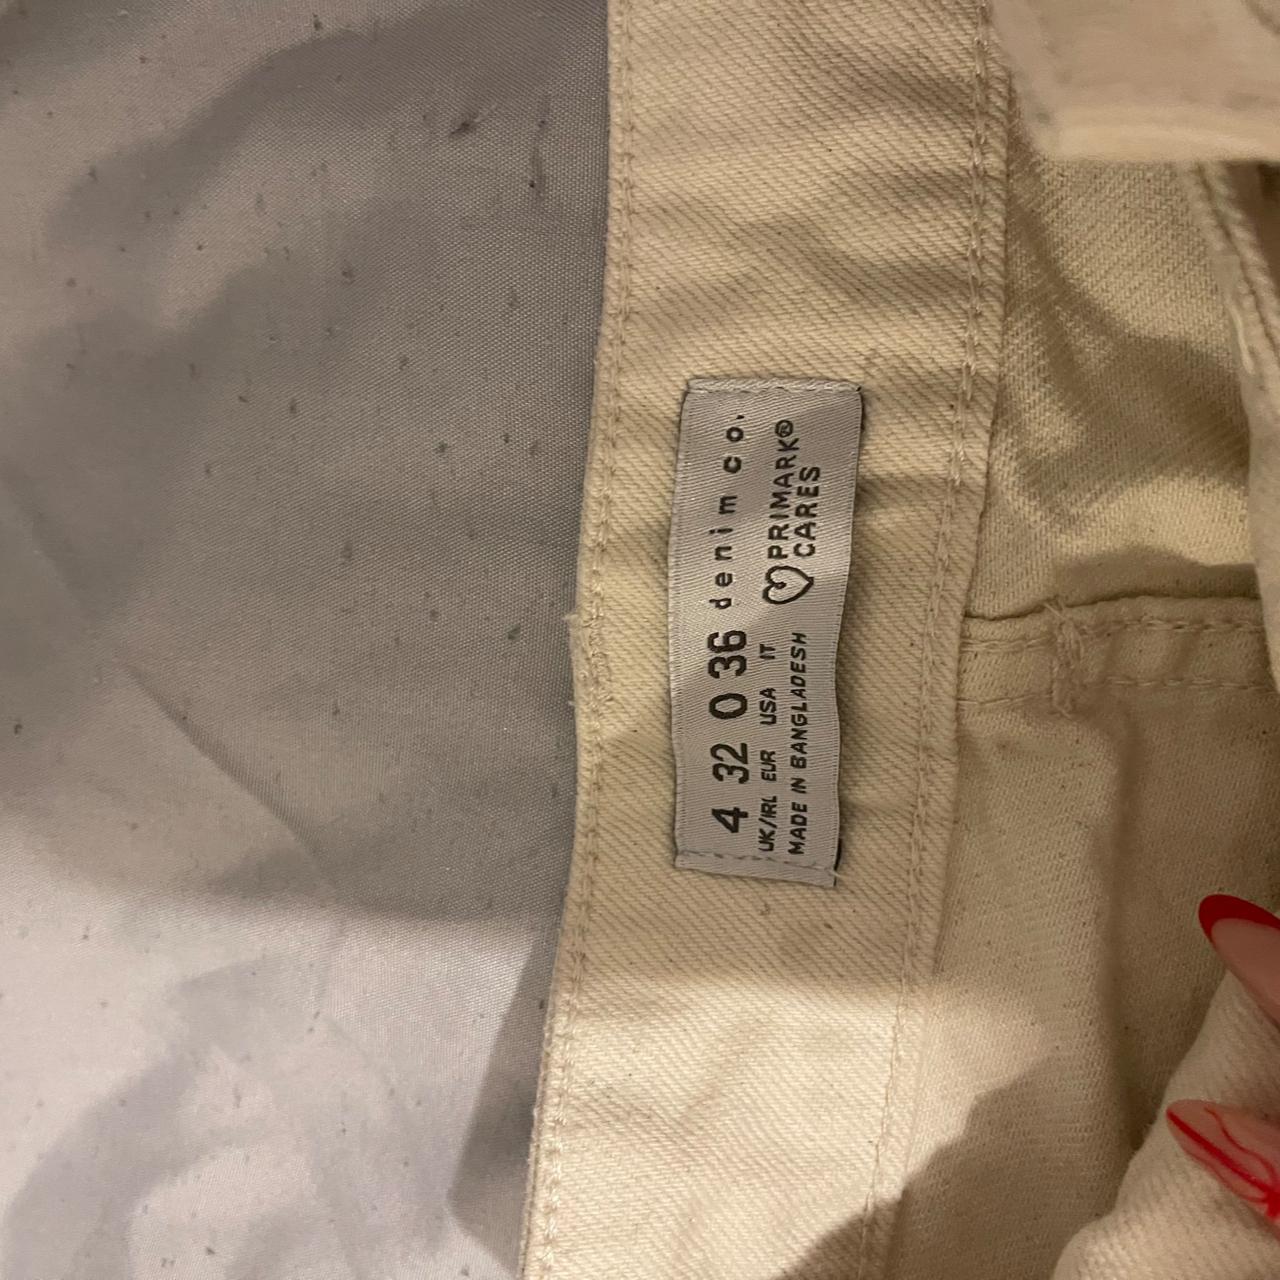 4 32 0 36 denim co.
UK/IRL EUR USA IT PRIMARK®
MADE IN BANGLADESH CARES